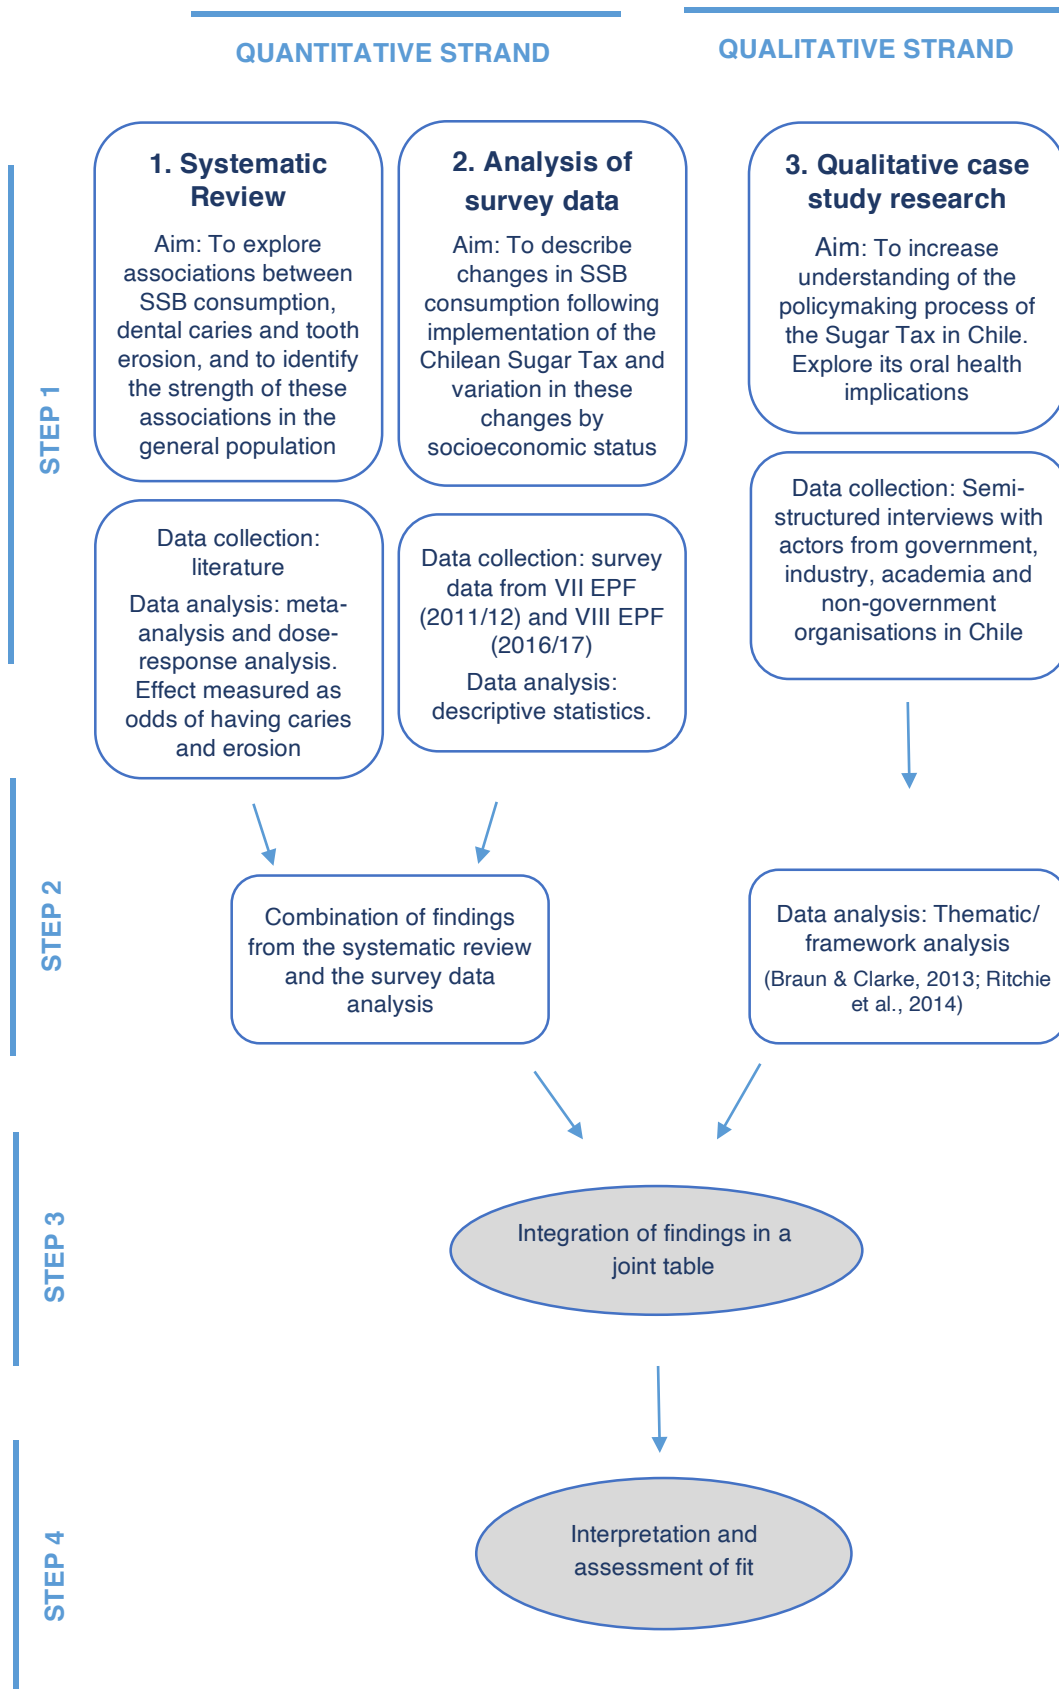 QUANTITATIVE STRAND
QUALITATIVE STRAND
STEP 1
1. Systematic
Review
Aim: To explore
associations between
SSB consumption,
dental caries and tooth
erosion, and to identify
the strength of these
associations in the
general population
2. Analysis of
survey data
Aim: To describe
changes in SSB
consumption following
implementation of the
Chilean Sugar Tax and
variation in these
changes by
socioeconomic status
3. Qualitative case
study research
Aim: To increase
understanding of the
policymaking process of
the Sugar Tax in Chile.
Explore its oral health
implications
Data collection:
literature
Data analysis: meta-
analysis and dose-
response analysis.
Effect measured as
odds of having caries
and erosion
Data collection: survey
data from VII EPF
(2011/12) and VIII EPF
(2016/17)
Data analysis:
descriptive statistics.
Data collection: Semi-
structured interviews with
actors from government,
industry, academia and
non-government
organisations in Chile
STEP 2
Combination of findings
from the systematic review
and the survey data
analysis
Data analysis: Thematic/
framework analysis
(Braun & Clarke, 2013; Ritchie
et al., 2014)
STEP 3
Integration of findings in a
joint table
STEP 4
Interpretation and
assessment of fit